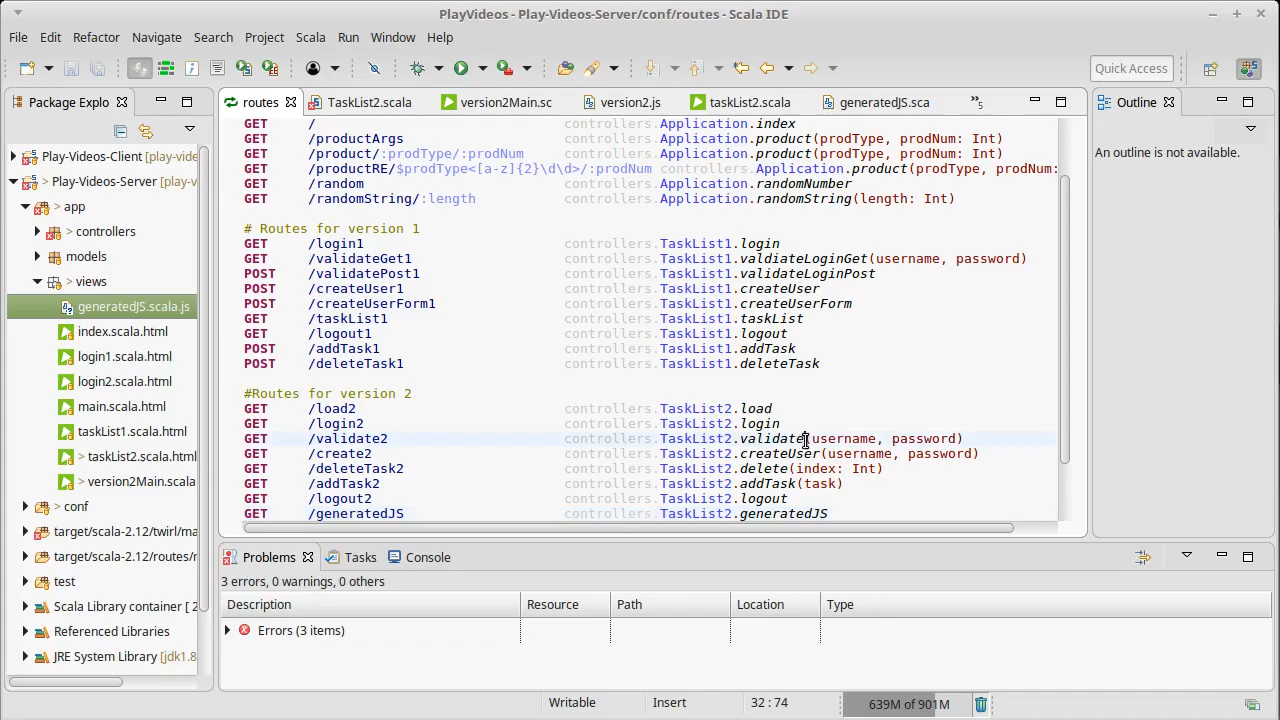 PlayVideos - Play-Videos-Server/conf/routes - Scala IDE
File Edit Refactor Navigate Search Project Scala Run Window Help
Quick Access
Package Explo
routes TaskList2.scala version2Main.sc version2.js taskList2.scala generatedJS.sca »5
Outline
An outline is not available.
Play-Videos-Client [play-vide
> Play-Videos-Server [play-v
> app
> controllers
models
> views
generatedJS.scala.js
index.scala.html
login1.scala.html
login2.scala.html
main.scala.html
taskList1.scala.html
> taskList2.scala.html
> version2Main.scala
> conf
target/scala-2.12/twirl/ma
target/scala-2.12/routes/r
test
Scala Library container [ 2
Referenced Libraries
JRE System Library [jdk1.8
GET / controllers.Application.index
GET /productArgs controllers.Application.product(prodType, prodNum: Int)
GET /product/:prodType/:prodNum controllers.Application.product(prodType, prodNum: Int)
GET /productRE/$prodType<[a-z]{2}\d\d>/:prodNum controllers.Application.product(prodType, prodNum:
GET /random controllers.Application.randomNumber
GET /randomString/:length controllers.Application.randomString(length: Int)
# Routes for version 1
GET /login1 controllers.TaskList1.login
GET /validateGet1 controllers.TaskList1.valdiateLoginGet(username, password)
POST /validatePost1 controllers.TaskList1.validateLoginPost
POST /createUser1 controllers.TaskList1.createUser
POST /createUserForm1 controllers.TaskList1.createUserForm
GET /taskList1 controllers.TaskList1.taskList
GET /logout1 controllers.TaskList1.logout
POST /addTask1 controllers.TaskList1.addTask
POST /deleteTask1 controllers.TaskList1.deleteTask
#Routes for version 2
GET /load2 controllers.TaskList2.load
GET /login2 controllers.TaskList2.login
GET /validate2 controllers.TaskList2.validate(username, password)
GET /create2 controllers.TaskList2.createUser(username, password)
GET /deleteTask2 controllers.TaskList2.delete(index: Int)
GET /addTask2 controllers.TaskList2.addTask(task)
GET /logout2 controllers.TaskList2.logout
GET /generatedJS controllers.TaskList2.generatedJS
Problems Tasks Console
3 errors, 0 warnings, 0 others
Description Resource Path Location Type
Errors (3 items)
Writable Insert 32 : 74 639M of 901M